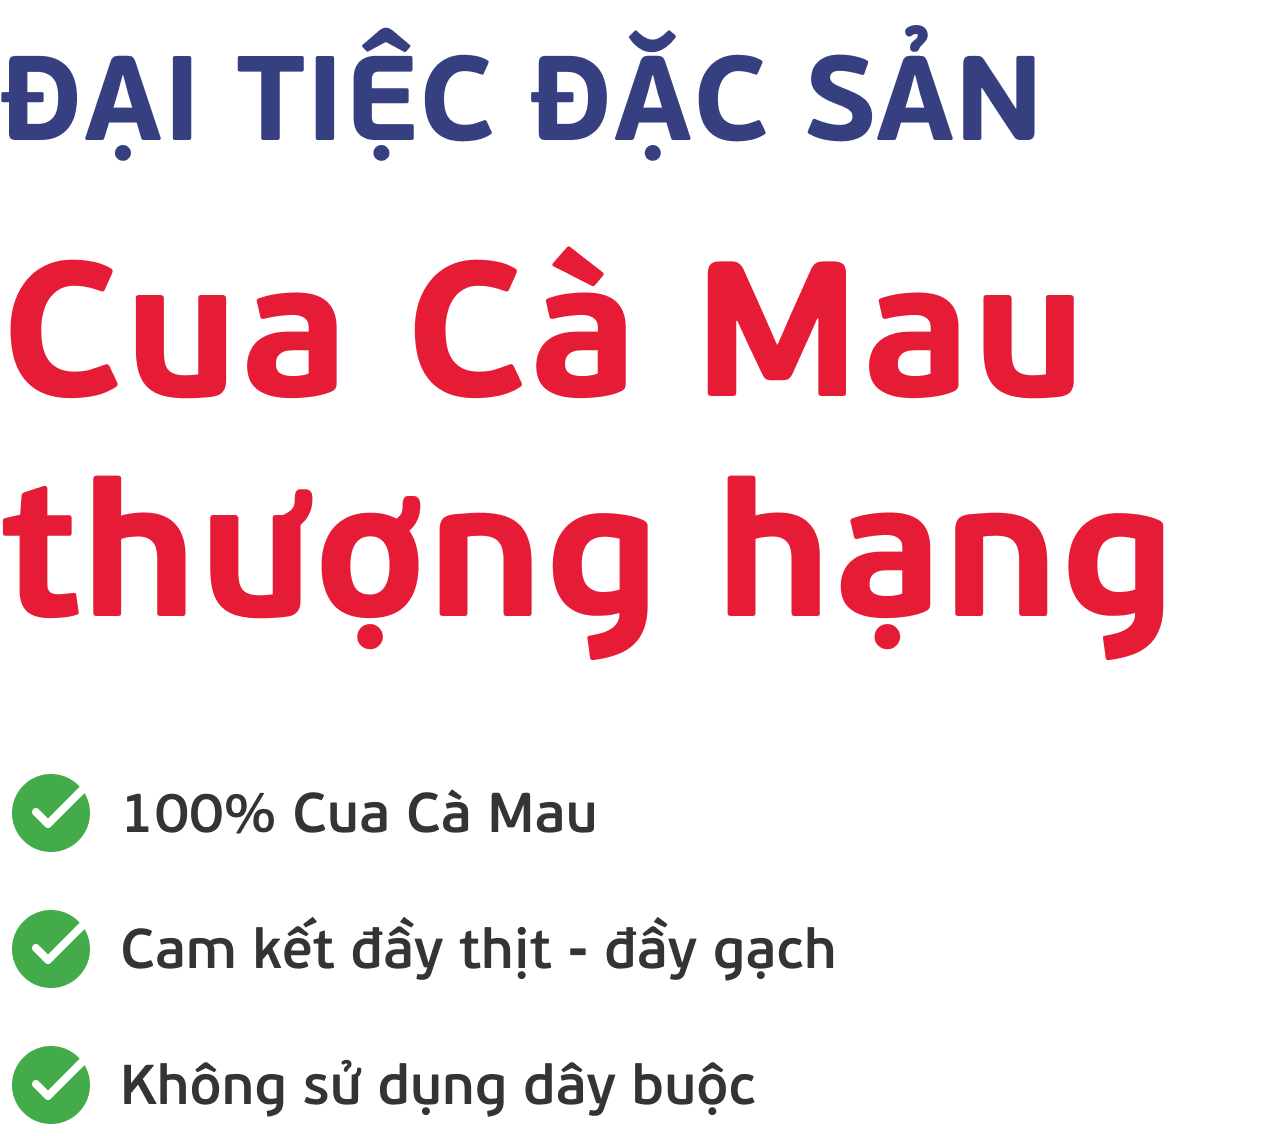 ĐẠI TIỆC ĐẶC SẢN
Cua Cà Mau
thượng hạng
100% Cua Cà Mau
Cam kết đầy thịt - đầy gạch
Không sử dụng dây buộc